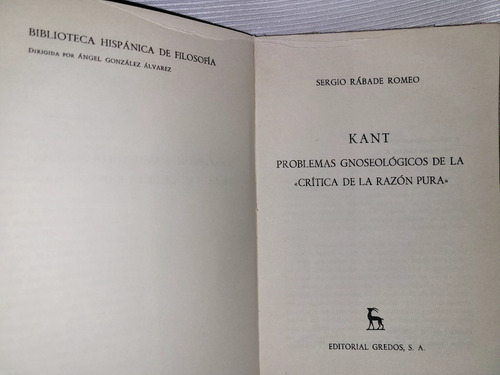 BIBLIOTECA HISPÁNICA DE FILOSOFÍA
DIRIGIDA POR ÁNGEL GONZÁLEZ ÁLVAREZ
SERGIO RÁBADE ROMEO
KANT
PROBLEMAS GNOSEOLÓGICOS DE LA
«CRÍTICA DE LA RAZÓN PURA»
EDITORIAL GREDOS, S. A.